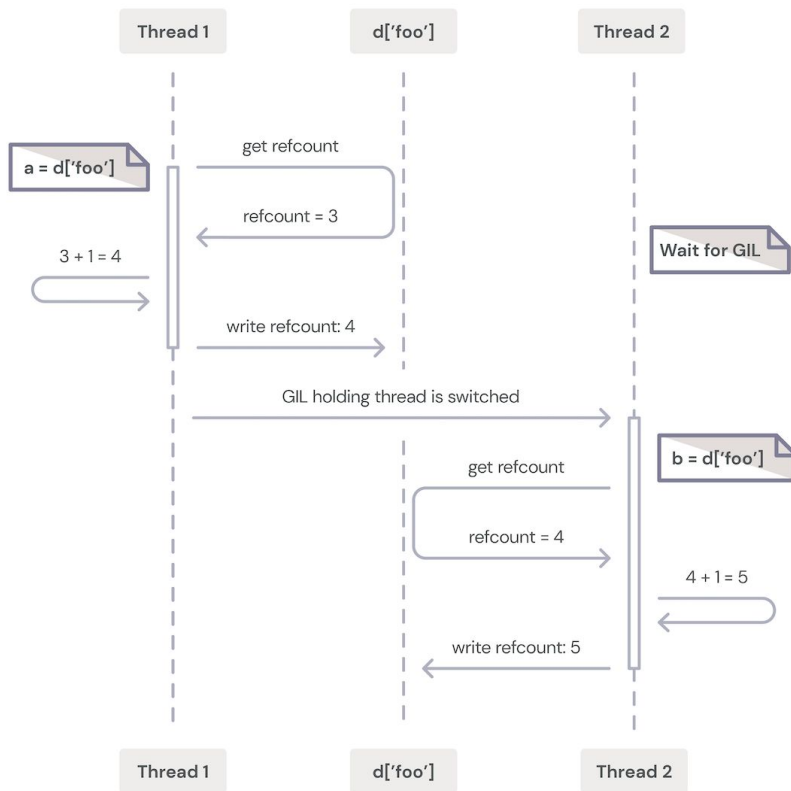 Thread 1
d['foo']
Thread 2
get refcount
a = d['foo']
refcount = 3
Wait for GIL
3 + 1 = 4
write refcount: 4
GIL holding thread is switched
b = d['foo']
get refcount
refcount = 4
4 + 1 = 5
write refcount: 5
Thread 1
d['foo']
Thread 2